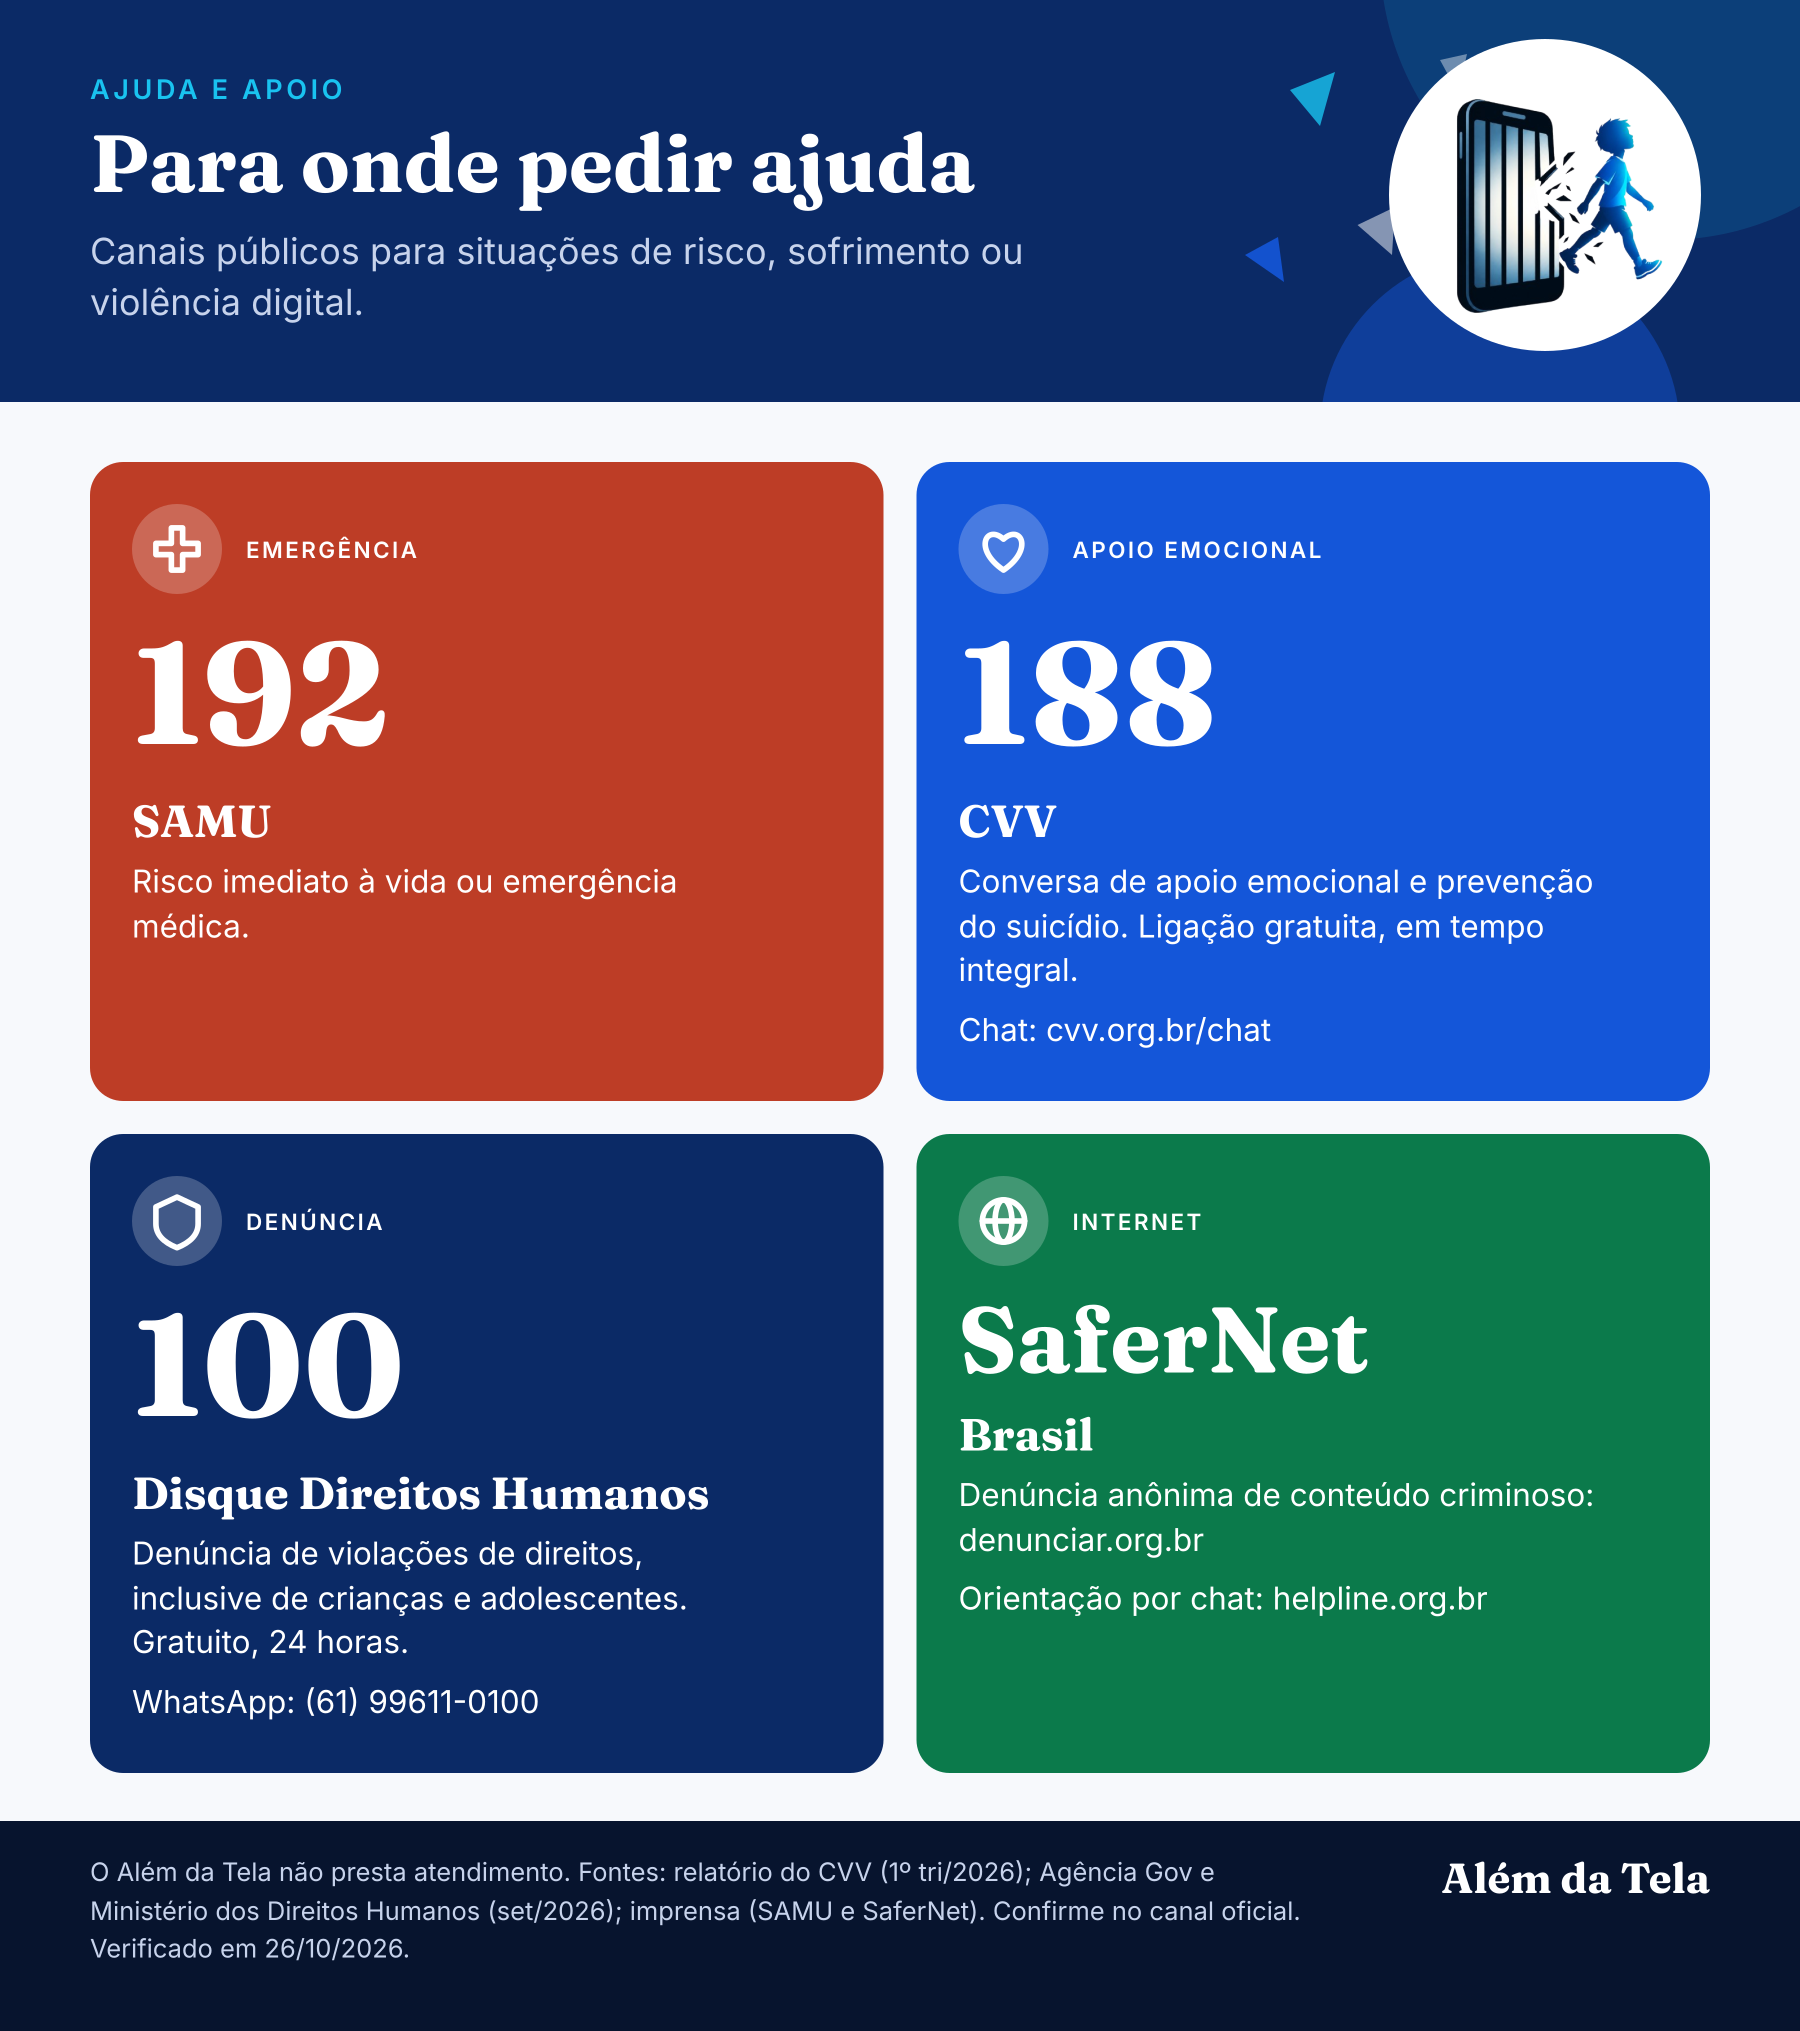 AJUDA E APOIO
Para onde pedir ajuda
Canais públicos para situações de risco, sofrimento ou
violência digital.
EMERGÊNCIA
192
SAMU
Risco imediato à vida ou emergência
médica.
APOIO EMOCIONAL
188
CVV
Conversa de apoio emocional e prevenção
do suicídio. Ligação gratuita, em tempo
integral.
Chat: cvv.org.br/chat
DENÚNCIA
100
Disque Direitos Humanos
Denúncia de violações de direitos,
inclusive de crianças e adolescentes.
Gratuito, 24 horas.
WhatsApp: (61) 99611-0100
INTERNET
SaferNet
Brasil
Denúncia anônima de conteúdo criminoso:
denunciar.org.br
Orientação por chat: helpline.org.br
O Além da Tela não presta atendimento. Fontes: relatório do CVV (1º tri/2026); Agência Gov e
Ministério dos Direitos Humanos (set/2026); imprensa (SAMU e SaferNet). Confirme no canal oficial.
Verificado em 26/10/2026.
Além da Tela